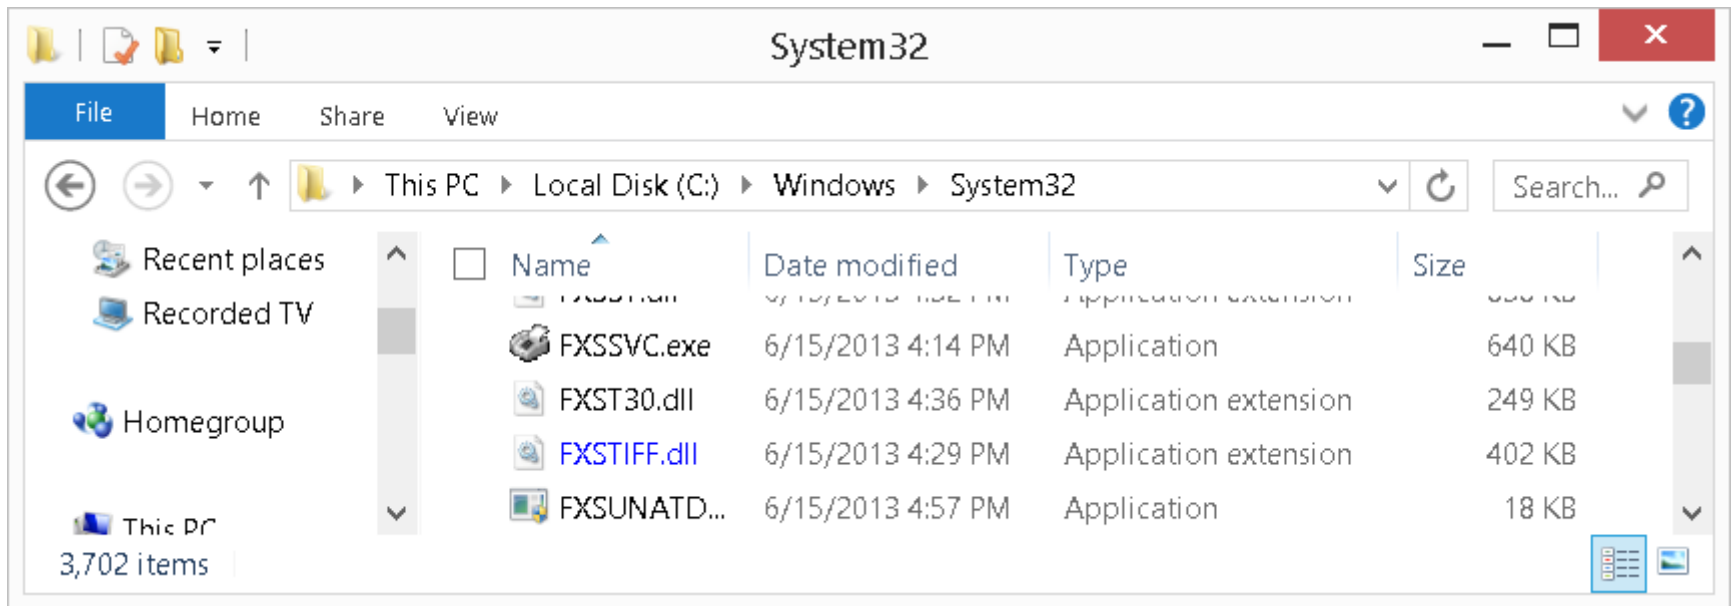 System32
File Home Share View
This PC Local Disk (C:) Windows System32 Search...
Recent places
Recorded TV
Homegroup
This PC
Name Date modified Type Size
FXSSVC.exe 6/15/2013 4:14 PM Application 640 KB
FXST30.dll 6/15/2013 4:36 PM Application extension 249 KB
FXSTIFF.dll 6/15/2013 4:29 PM Application extension 402 KB
FXSUNATD... 6/15/2013 4:57 PM Application 18 KB
3,702 items